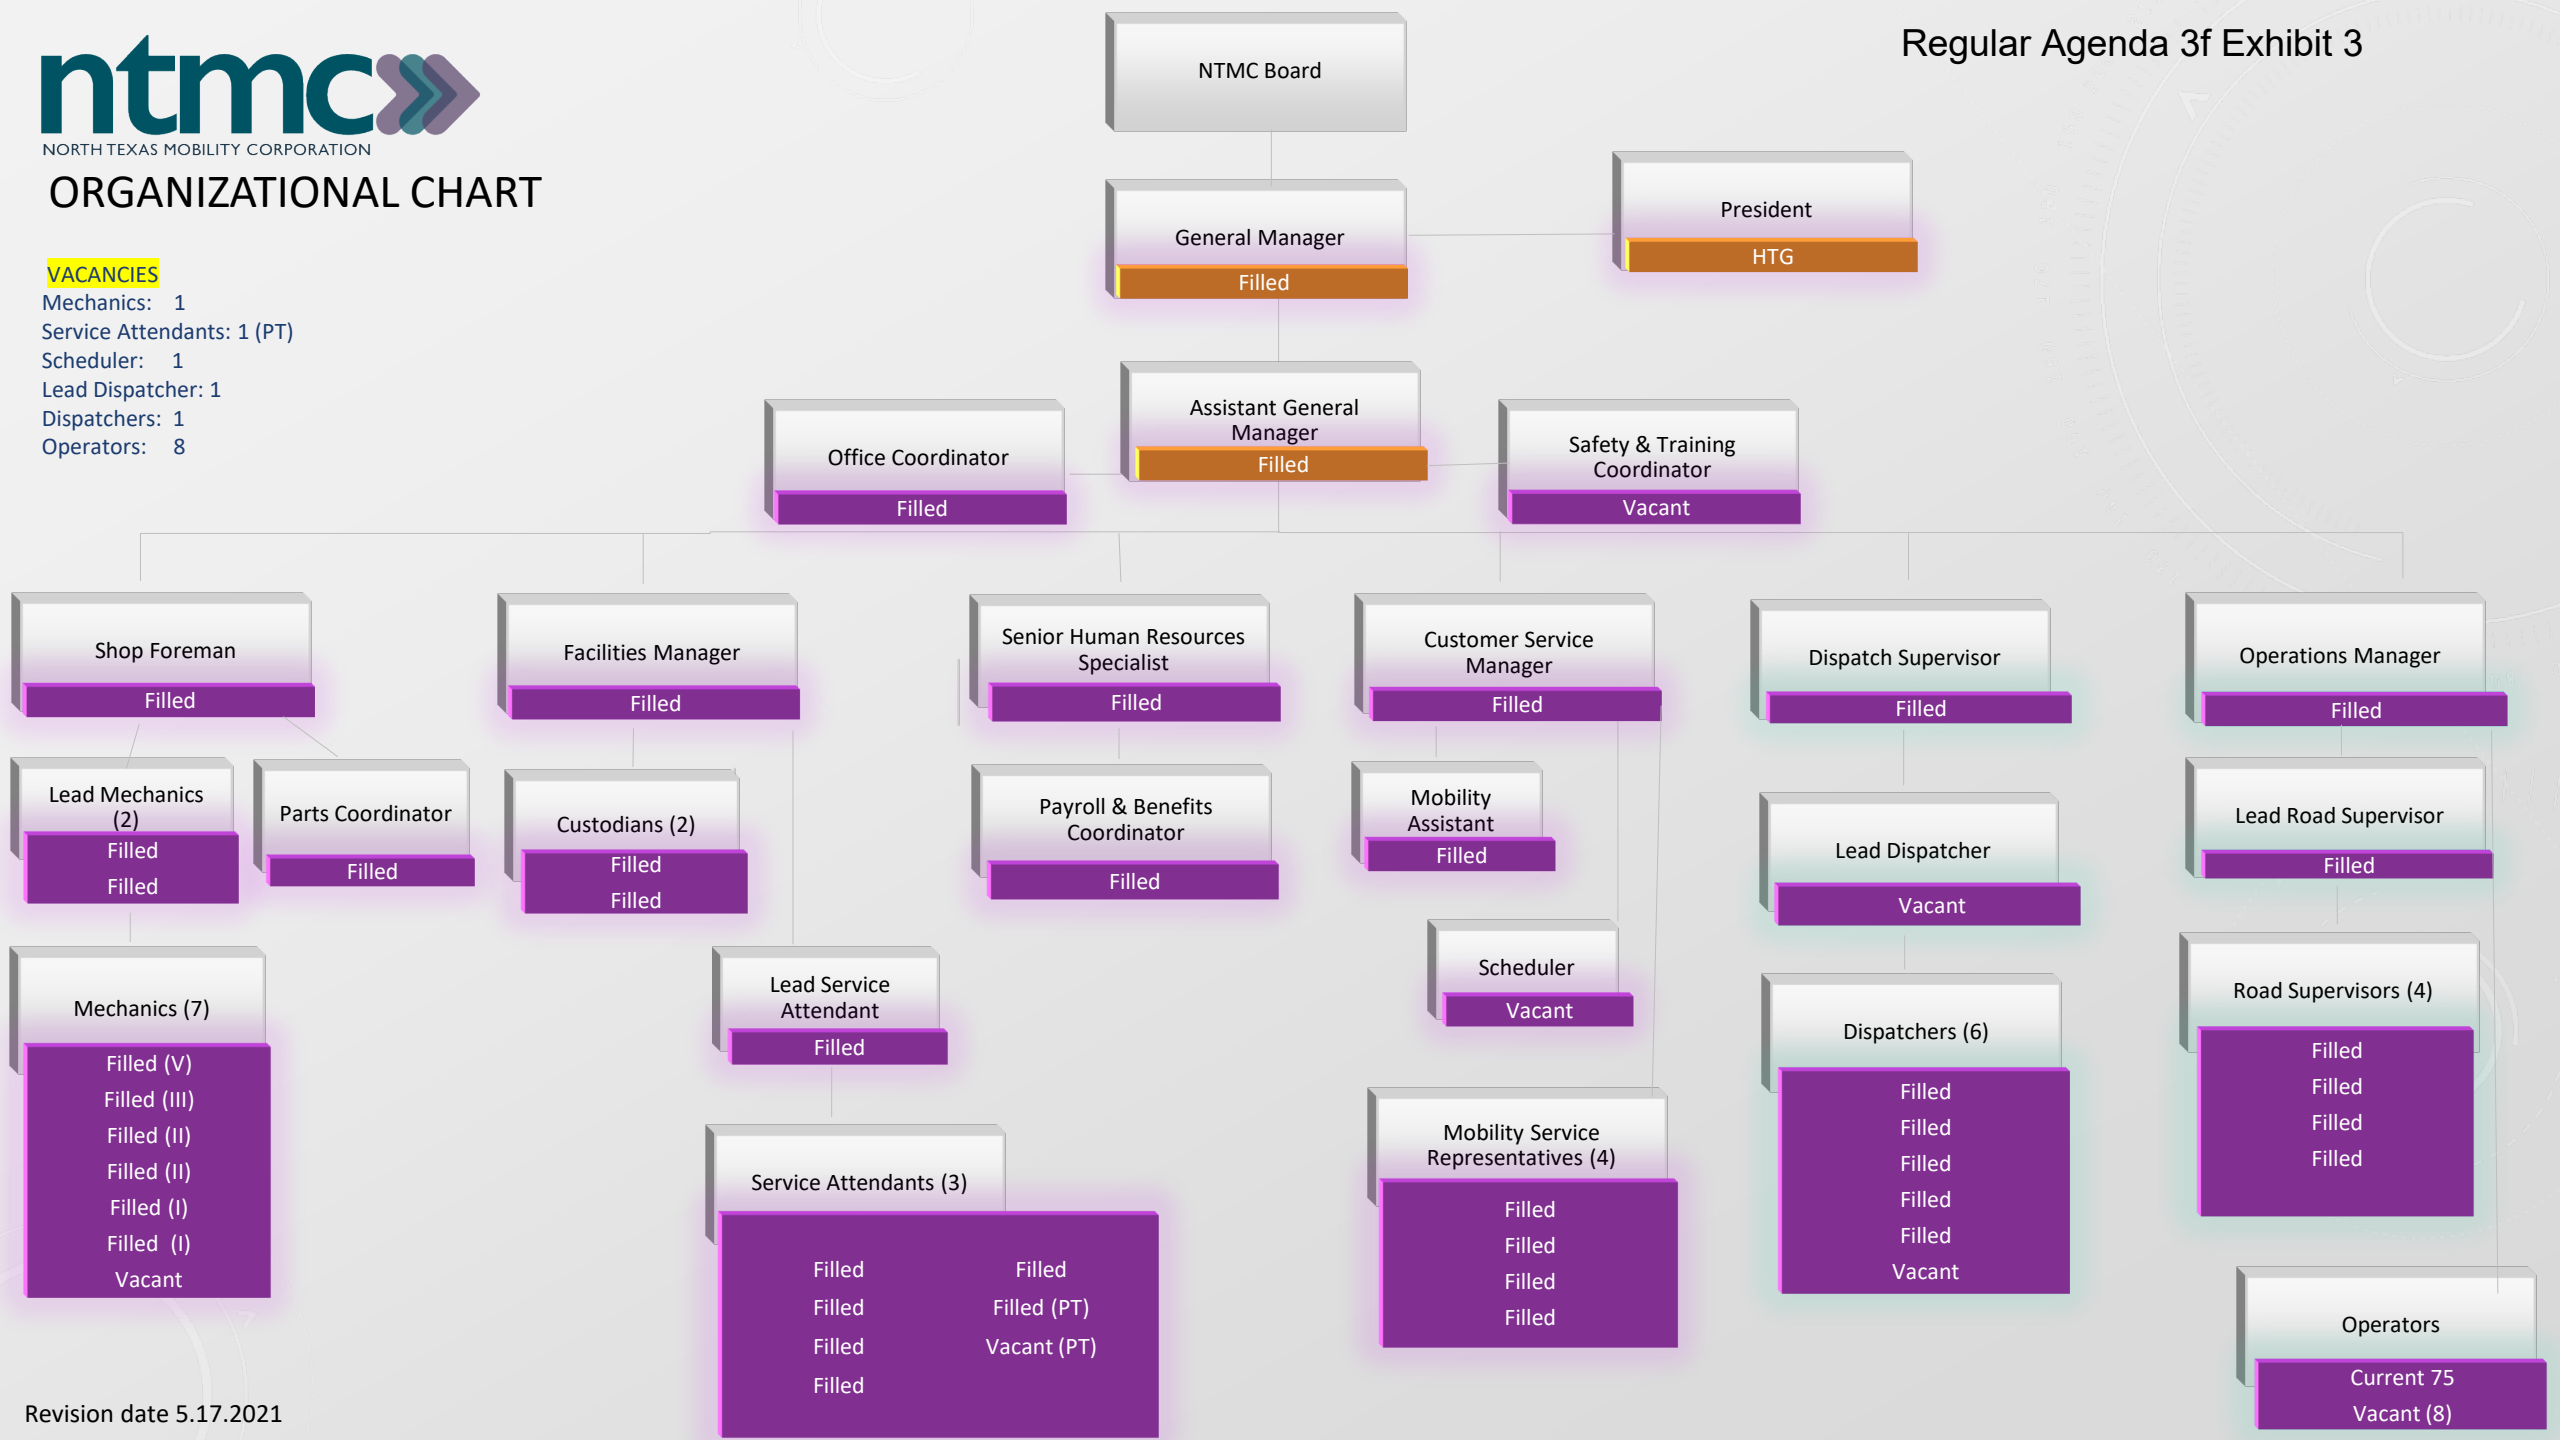 Regular Agenda 3f Exhibit 3
ntmc
NORTH TEXAS MOBILITY CORPORATION
ORGANIZATIONAL CHART
VACANCIES
Mechanics: 1
Service Attendants: 1 (PT)
Scheduler: 1
Lead Dispatcher: 1
Dispatchers: 1
Operators: 8
NTMC Board
General Manager
Filled
President
HTG
Assistant General
Manager
Filled
Office Coordinator
Filled
Safety & Training
Coordinator
Vacant
Shop Foreman
Filled
Lead Mechanics
(2)
Filled
Filled
Parts Coordinator
Filled
Mechanics (7)
Filled (V)
Filled (III)
Filled (II)
Filled (II)
Filled (I)
Filled (I)
Vacant
Facilities Manager
Filled
Custodians (2)
Filled
Filled
Lead Service
Attendant
Filled
Service Attendants (3)
Filled
Filled
Filled
Filled
Filled
Filled (PT)
Vacant (PT)
Senior Human Resources
Specialist
Filled
Payroll & Benefits
Coordinator
Filled
Customer Service
Manager
Filled
Mobility
Assistant
Filled
Scheduler
Vacant
Mobility Service
Representatives (4)
Filled
Filled
Filled
Filled
Dispatch Supervisor
Filled
Lead Dispatcher
Vacant
Dispatchers (6)
Filled
Filled
Filled
Filled
Filled
Vacant
Operations Manager
Filled
Lead Road Supervisor
Filled
Road Supervisors (4)
Filled
Filled
Filled
Filled
Operators
Current 75
Vacant (8)
Revision date 5.17.2021